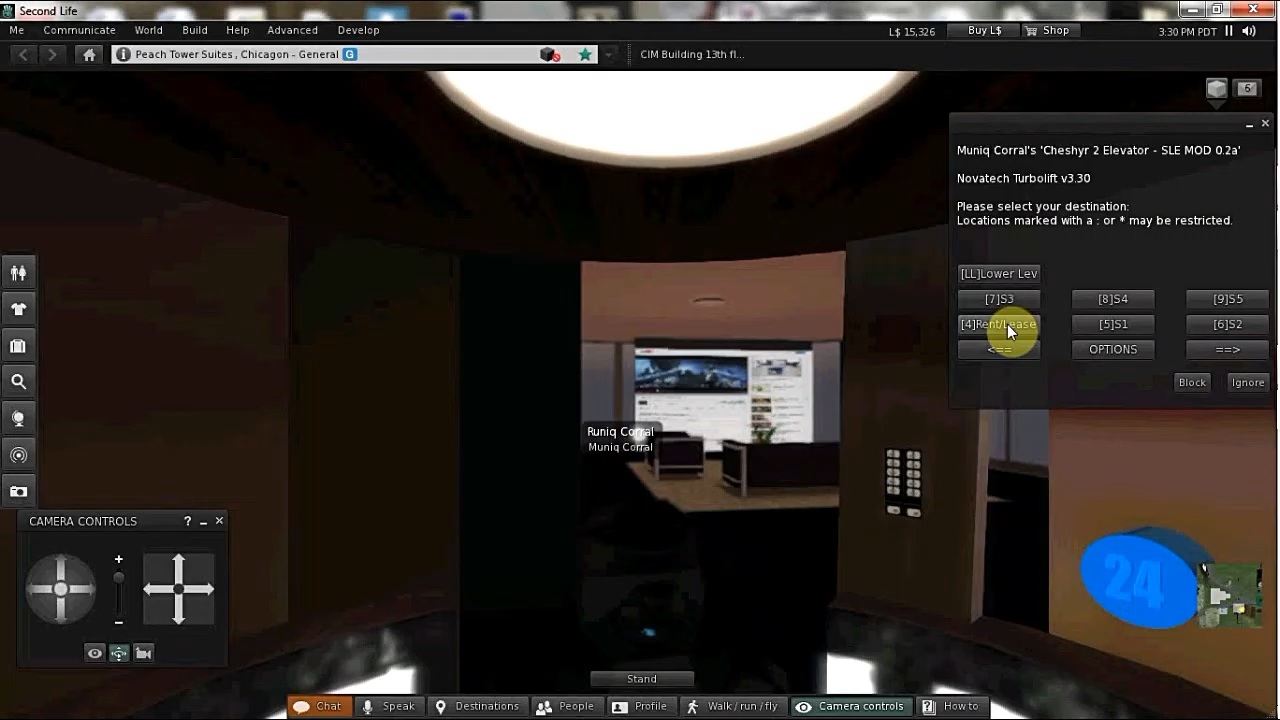 Second Life
Me Communicate World Build Help Advanced Develop
L$ 15,326 Buy L$ Shop 3:30 PM PDT
Peach Tower Suites , Chicagon - General G
CIM Building 13th fl...
6
Muniq Corral's 'Cheshyr 2 Elevator - SLE MOD 0.2a'
Novatech Turbolift v3.30
Please select your destination:
Locations marked with a : or * may be restricted.
[LL]Lower Lev
[7]S3 [8]S4 [9]S5
[4]Rent/Lease [5]S1 [6]S2
<== OPTIONS ==>
Block Ignore
Runiq Corral
Muniq Corral
CAMERA CONTROLS ?
24
Stand
Chat Speak Destinations People Profile Walk / run / fly Camera controls How to